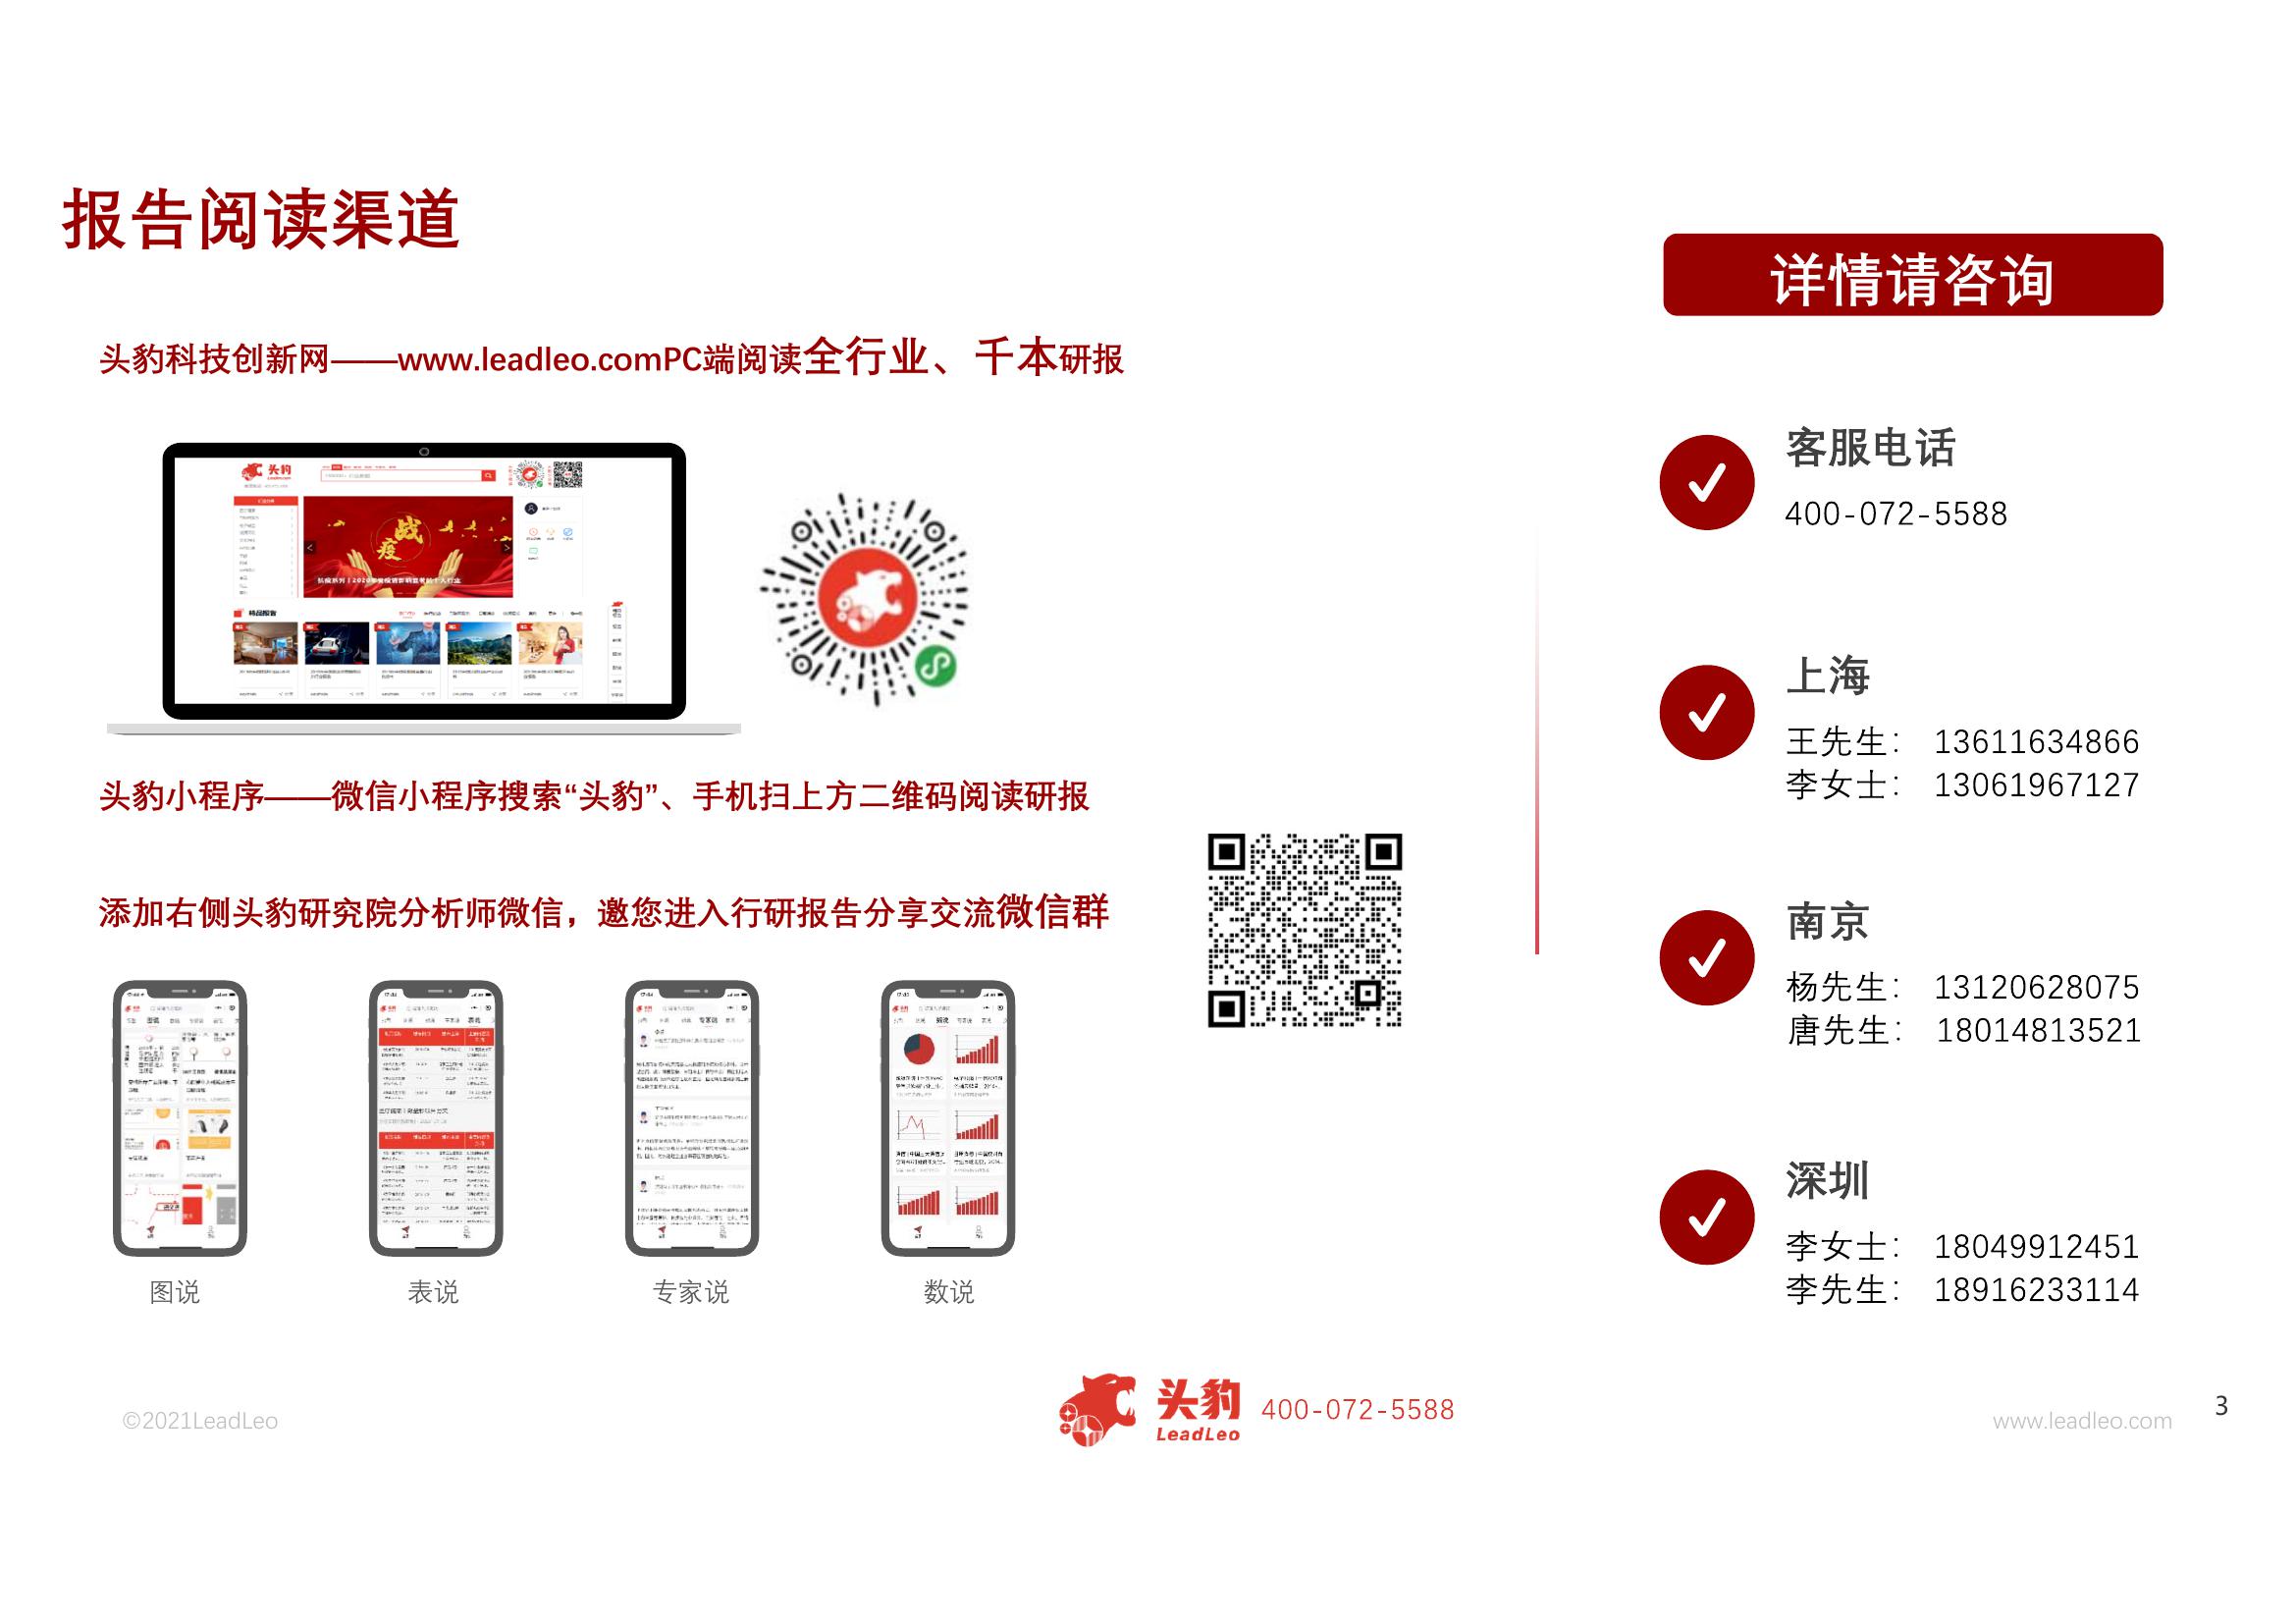 报告阅读渠道
头豹科技创新网——www.leadleo.comPC端阅读全行业、千本研报
头豹
战
疫
头豹小程序——微信小程序搜索“头豹”、手机扫上方二维码阅读研报
添加右侧头豹研究院分析师微信，邀您进入行研报告分享交流微信群
图说
表说
专家说
数说
详情请咨询
客服电话
400-072-5588
上海
王先生： 13611634866
李女士： 13061967127
南京
杨先生： 13120628075
唐先生： 18014813521
深圳
李女士： 18049912451
李先生： 18916233114
©2021LeadLeo
头豹
LeadLeo
400-072-5588
www.leadleo.com
3